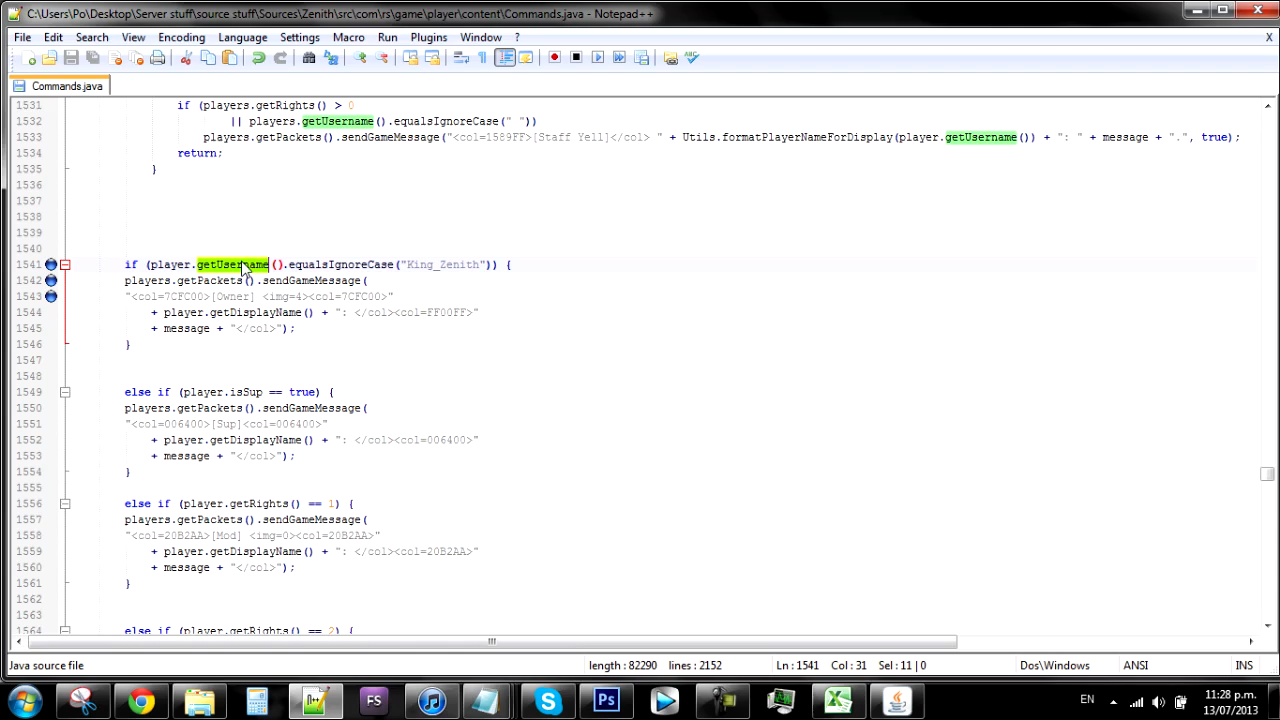 C:\Users\Po\Desktop\Server stuff\source stuff\Sources\Zenith\src\com\rs\game\player\content\Commands.java - Notepad++
File Edit Search View Encoding Language Settings Macro Run Plugins Window ? X
Commands.java
1531 if (players.getRights() > 0
1532 || players.getUsername().equalsIgnoreCase(" "))
1533 players.getPackets().sendGameMessage("<col=1589FF>[Staff Yell]</col> " + Utils.formatPlayerNameForDisplay(player.getUsername()) + ": " + message + ".", true);
1534 return;
1535 }
1536
1537
1538
1539
1540
1541 if (player.getUsername().equalsIgnoreCase("King_Zenith")) {
1542 players.getPackets().sendGameMessage(
1543 "<col=7CFC00>[Owner] <img=4><col=7CFC00>"
1544 + player.getDisplayName() + ": </col><col=FF00FF>"
1545 + message + "</col>");
1546 }
1547
1548
1549 else if (player.isSup == true) {
1550 players.getPackets().sendGameMessage(
1551 "<col=006400>[Sup]<col=006400>"
1552 + player.getDisplayName() + ": </col><col=006400>"
1553 + message + "</col>");
1554 }
1555
1556 else if (player.getRights() == 1) {
1557 players.getPackets().sendGameMessage(
1558 "<col=20B2AA>[Mod] <img=0><col=20B2AA>"
1559 + player.getDisplayName() + ": </col><col=20B2AA>"
1560 + message + "</col>");
1561 }
1562
1563
1564 else if (player.getRights() == 2) {
Java source file length : 82290 lines : 2152 Ln : 1541 Col : 31 Sel : 11 | 0 Dos\Windows ANSI INS
FS Ps EN 11:28 p.m.
13/07/2013